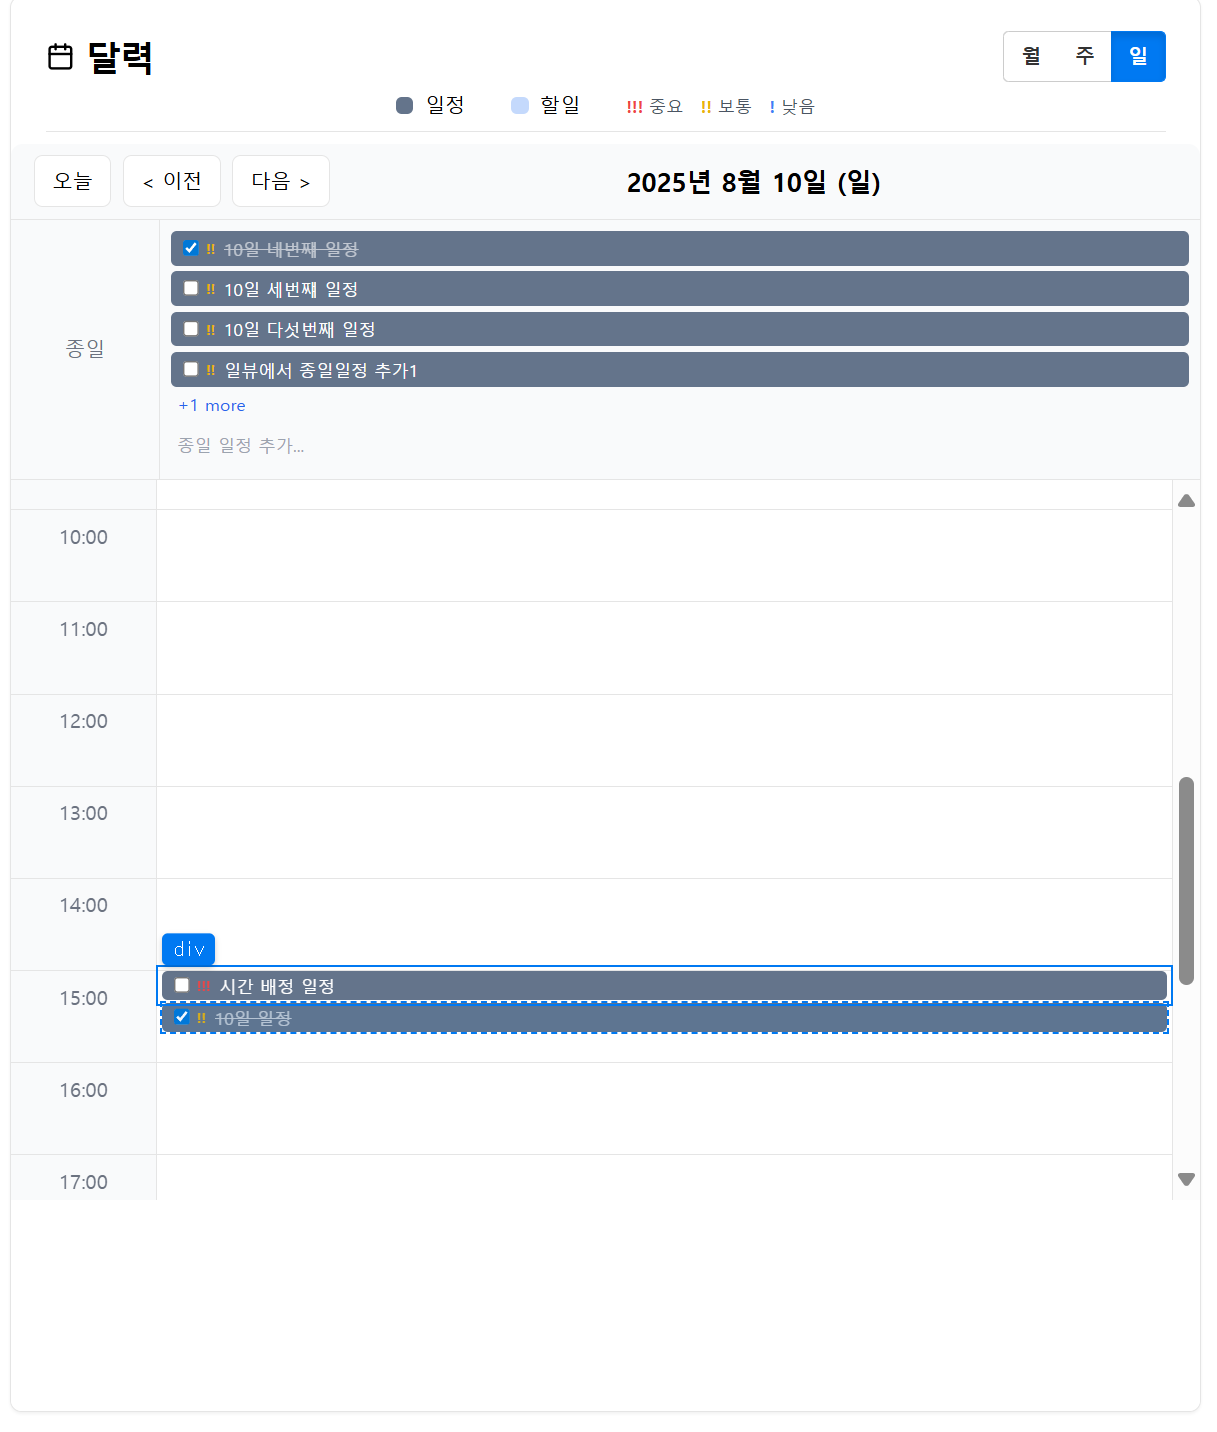 달력
월 주 일
일정 할일 !!! 중요 !! 보통 ! 낮음
오늘 < 이전 다음 > 2025년 8월 10일 (일)
종일
!! 10일 네번째 일정
!! 10일 세번째 일정
!! 10일 다섯번째 일정
!! 일뷰에서 종일일정 추가1
+1 more
종일 일정 추가...
10:00
11:00
12:00
13:00
14:00
div
!!! 시간 배정 일정
15:00
!! 10일 일정
16:00
17:00